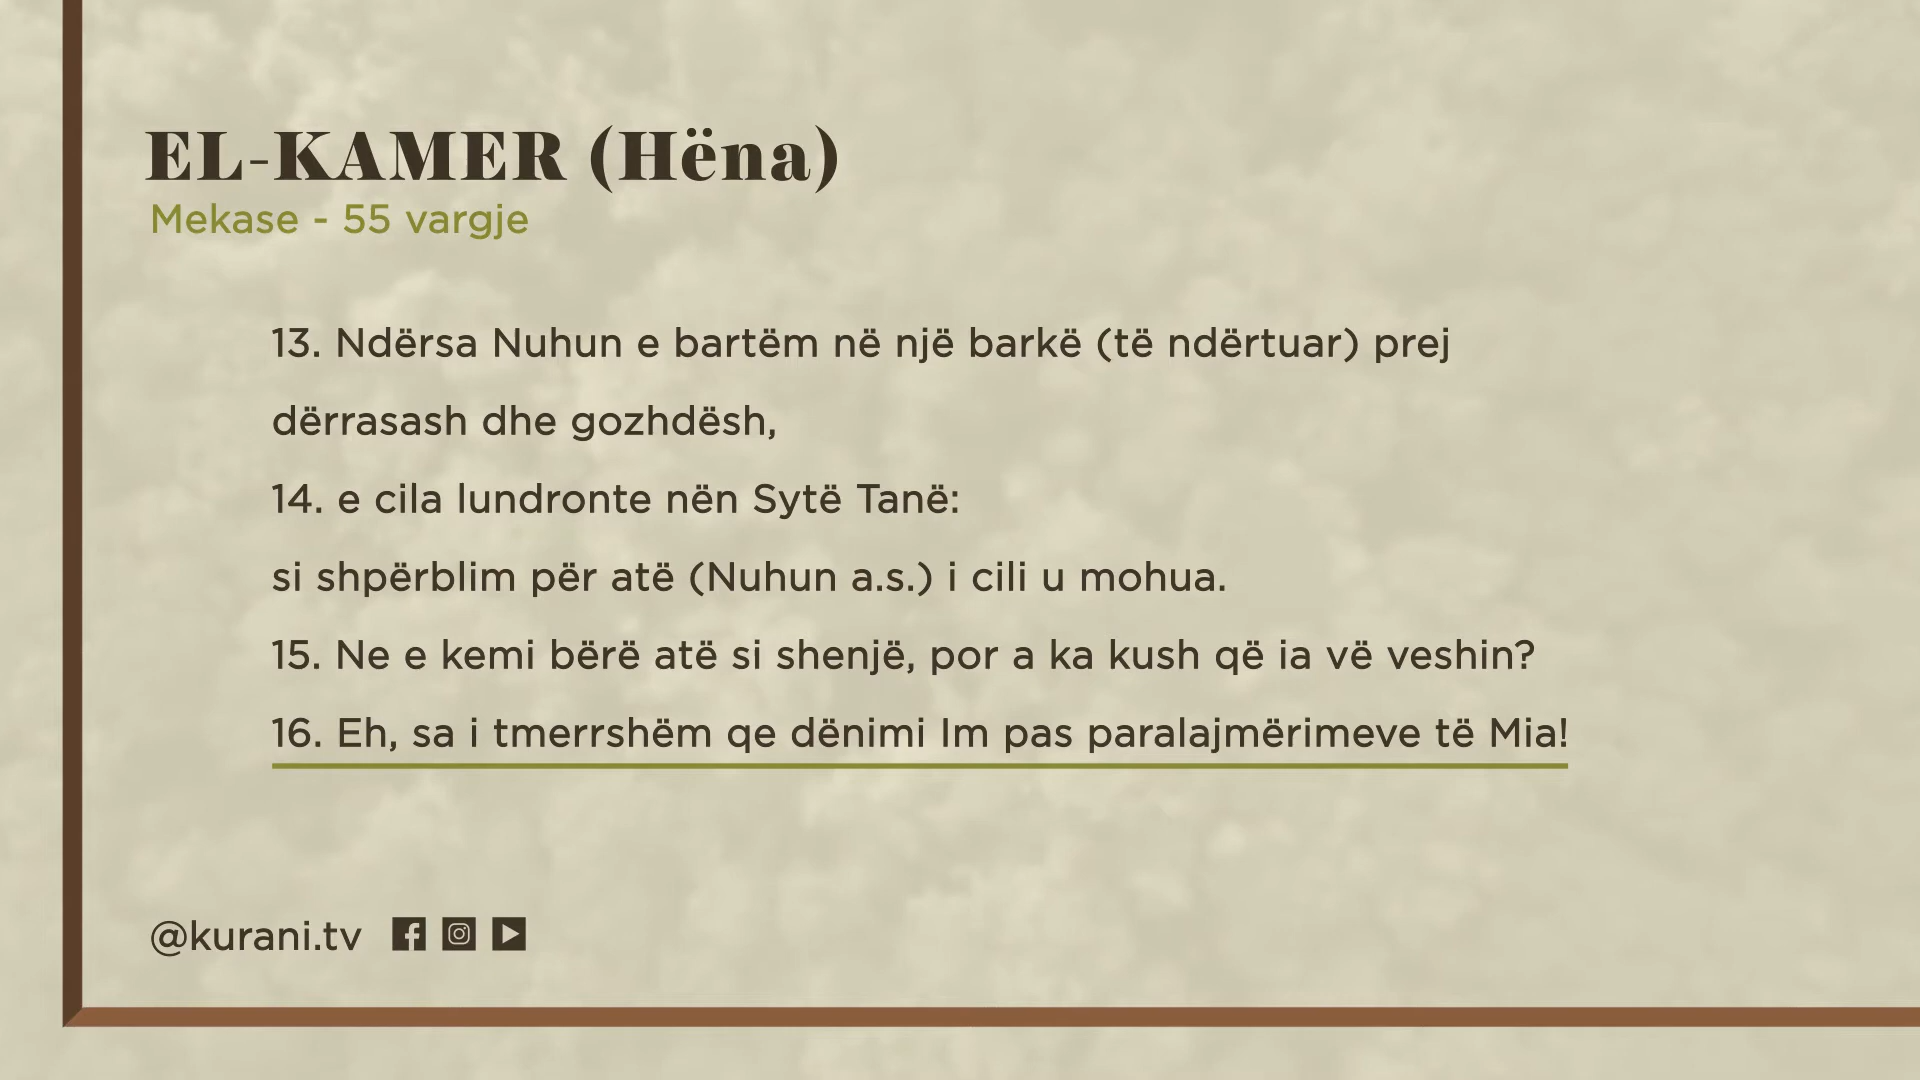 EL-KAMER (Hëna)
Mekase - 55 vargje
13. Ndërsa Nuhun e bartëm në një barkë (të ndërtuar) prej
dërrasash dhe gozhdësh,
14. e cila lundronte nën Sytë Tanë:
si shpërblim për atë (Nuhun a.s.) i cili u mohua.
15. Ne e kemi bërë atë si shenjë, por a ka kush që ia vë veshin?
16. Eh, sa i tmerrshëm qe dënimi Im pas paralajmërimeve të Mia!
@kurani.tv